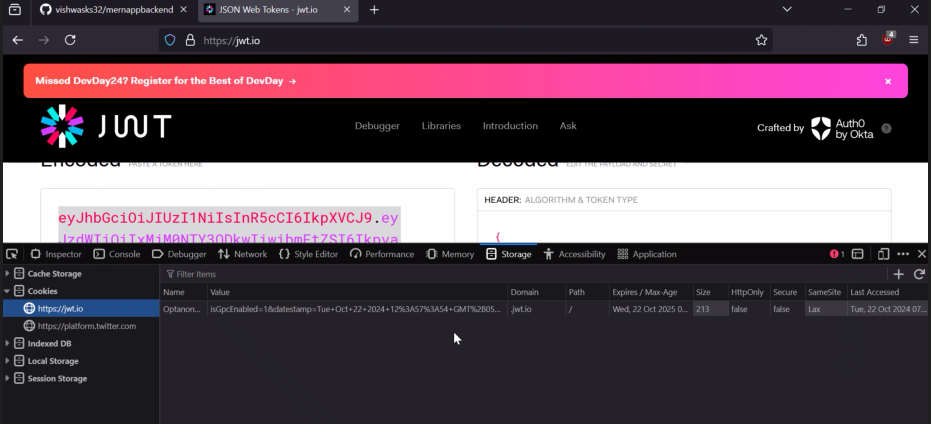 vishwasks32/mernappbackend
JSON Web Tokens - jwt.io
https://jwt.io
4
Missed DevDay24? Register for the Best of DevDay →
JWT
Debugger
Libraries
Introduction
Ask
Crafted by
Auth0
by Okta
?
Encoded PASTE A TOKEN HERE
Decoded EDIT THE PAYLOAD AND SECRET
eyJhbGciOiJIUzI1NiIsInR5cCI6IkpXVCJ9.ey
JzdWIiOiIxMjM0NTY3ODkwIiwibmFtZSI6Ikpva
HEADER: ALGORITHM & TOKEN TYPE
{
Inspector
Console
Debugger
Network
Style Editor
Performance
Memory
Storage
Accessibility
Application
1
Cache Storage
Cookies
https://jwt.io
https://platform.twitter.com
Indexed DB
Local Storage
Session Storage
Filter Items
Name Value Domain Path Expires / Max-Age Size HttpOnly Secure SameSite Last Accessed
Optanon... isGpcEnabled=1&datestamp=Tue+Oct+22+2024+12%3A57%3A54+GMT%2B05... .jwt.io / Wed, 22 Oct 2025 0... 213 false false Lax Tue, 22 Oct 2024 07...